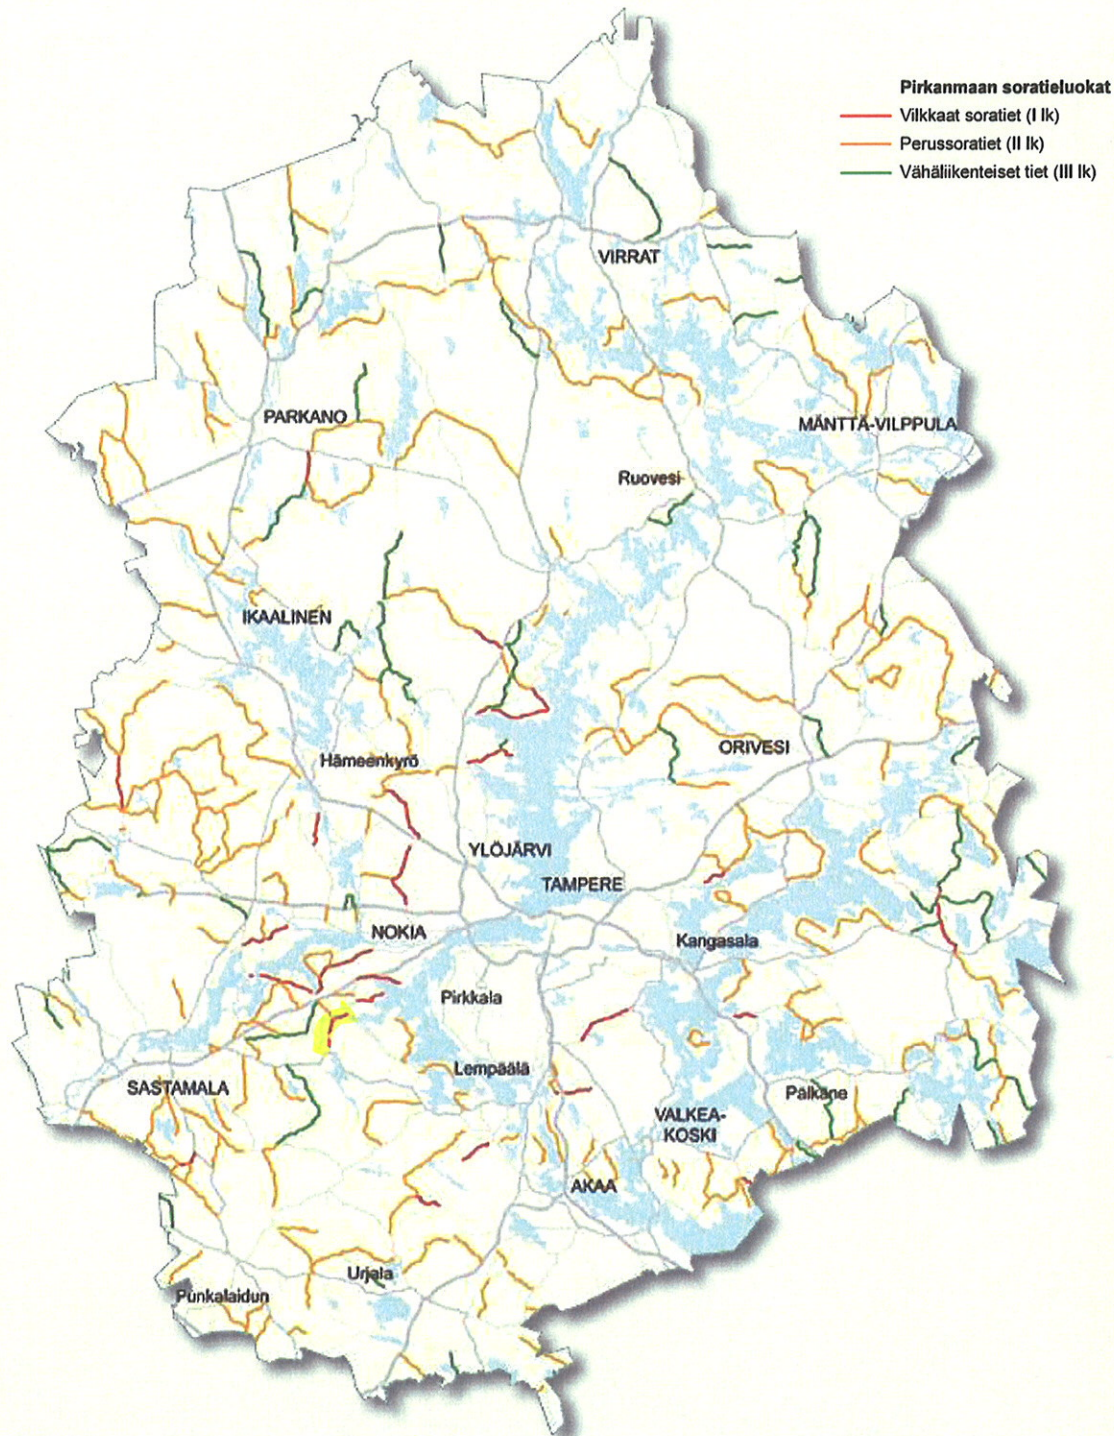 Pirkanmaan soratieluokat
Vilkkaat soratiet (I lk)
Perussoratiet (II lk)
Vähäliikenteiset tiet (III lk)
VIRRAT
PARKANO
MÄNTTÄ-VILPPULA
Ruovesi
IKAALINEN
ORIVESI
Hämeenkyrö
YLÖJÄRVI
TAMPERE
NOKIA
Kangasala
Pirkkala
Lempäälä
SASTAMALA
Pälkäne
VALKEA-
KOSKI
AKAA
Urjala
Punkalaidun